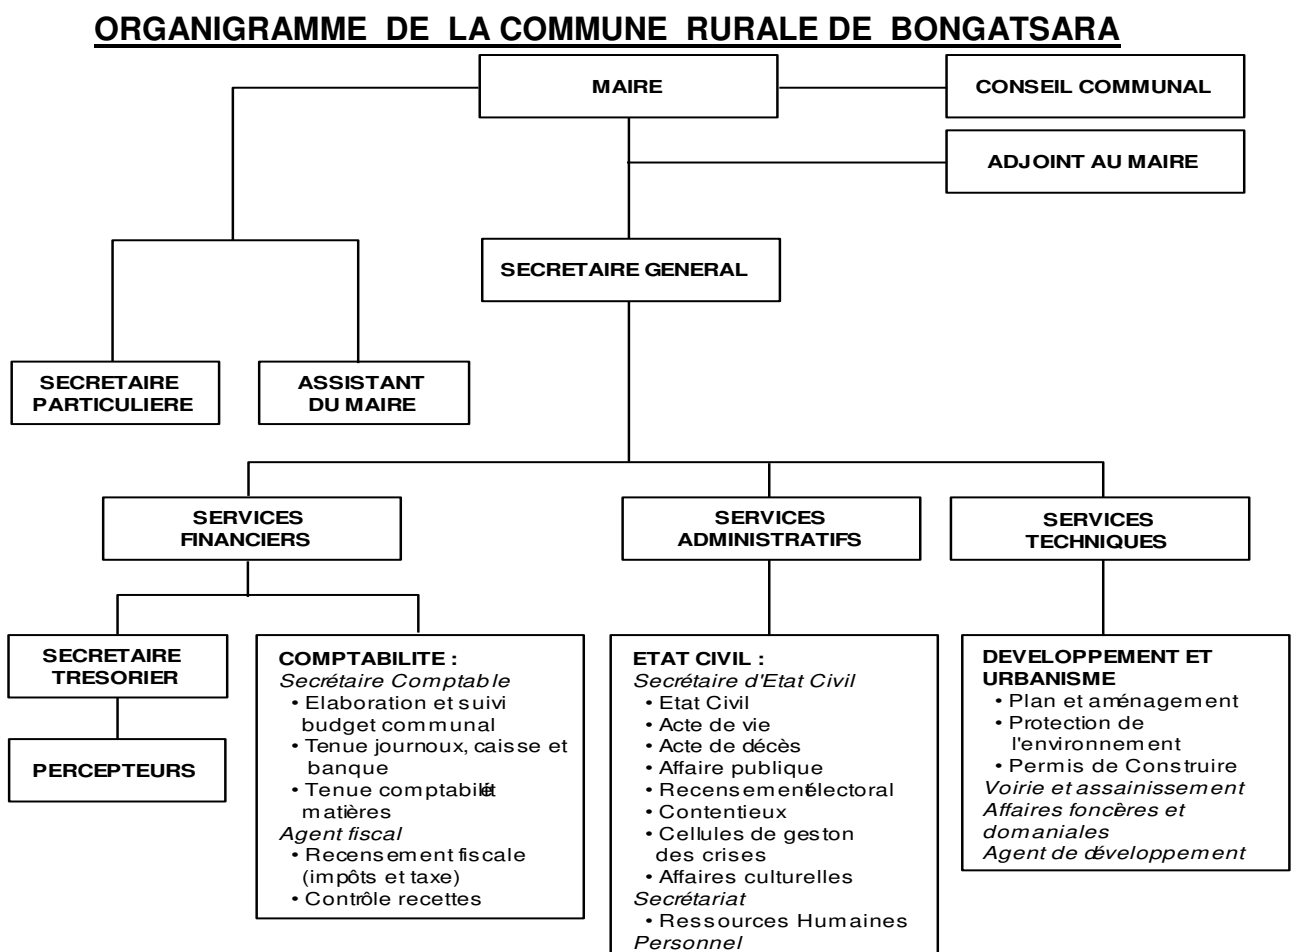 ORGANIGRAMME DE LA COMMUNE RURALE DE BONGATSARA
MAIRE
CONSEIL COMMUNAL
ADJOINT AU MAIRE
SECRETAIRE GENERAL
SECRETAIRE
PARTICULIERE
ASSISTANT
DU MAIRE
SERVICES
FINANCIERS
SERVICES
ADMINISTRATIFS
SERVICES
TECHNIQUES
SECRETAIRE
TRESORIER
PERCEPTEURS
COMPTABILITE :
Secrétaire Comptable
• Elaboration et suivi
budget communal
• Tenue journoux, caisse et
banque
• Tenue comptabilité
matières
Agent fiscal
• Recensement fiscale
(impôts et taxe)
• Contrôle recettes
ETAT CIVIL :
Secrétaire d'Etat Civil
• Etat Civil
• Acte de vie
• Acte de décès
• Affaire publique
• Recensement électoral
• Contentieux
• Cellules de geston
des crises
• Affaires culturelles
Secrétariat
• Ressources Humaines
Personnel
DEVELOPPEMENT ET
URBANISME
• Plan et aménagement
• Protection de
l'environnement
• Permis de Construire
Voirie et assainissement
Affaires foncères et
domaniales
Agent de développement